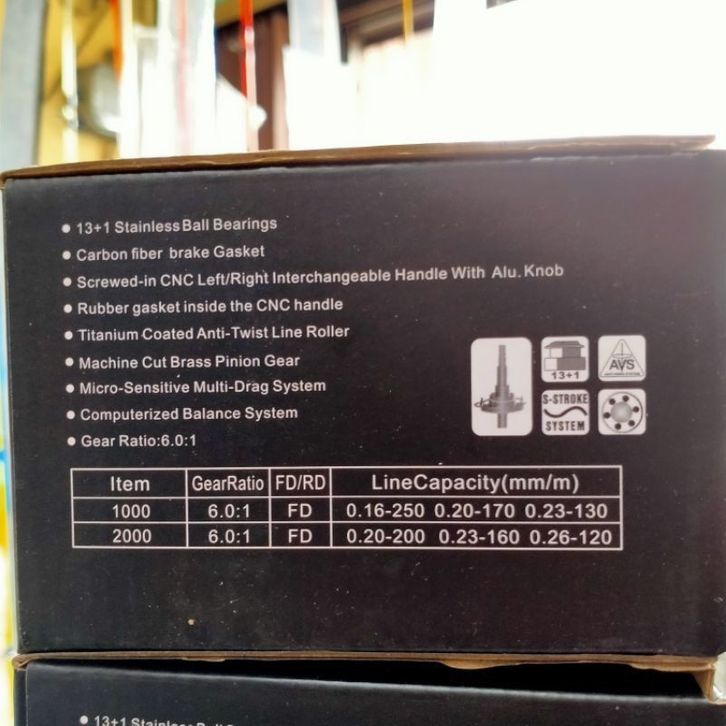 ● 13+1 Stainless Ball Bearings
● Carbon fiber brake Gasket
● Screwed-in CNC Left/Right Interchangeable Handle With Alu. Knob
● Rubber gasket inside the CNC handle
● Titanium Coated Anti-Twist Line Roller
● Machine Cut Brass Pinion Gear
● Micro-Sensitive Multi-Drag System
● Computerized Balance System
● Gear Ratio:6.0:1
13+1
AVS
S-STROKE
SYSTEM
Item GearRatio FD/RD LineCapacity(mm/m)
1000 6.0:1 FD 0.16-250 0.20-170 0.23-130
2000 6.0:1 FD 0.20-200 0.23-160 0.26-120
● 13+1 Stainless Ball